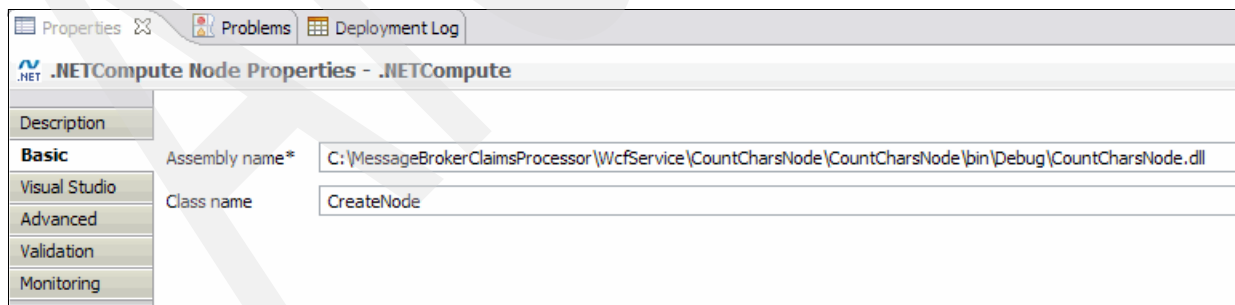 Properties Problems Deployment Log
.NET .NETCompute Node Properties - .NETCompute
Description
Basic
Assembly name* C:\MessageBrokerClaimsProcessor\WcfService\CountCharsNode\CountCharsNode\bin\Debug\CountCharsNode.dll
Visual Studio
Class name CreateNode
Advanced
Validation
Monitoring